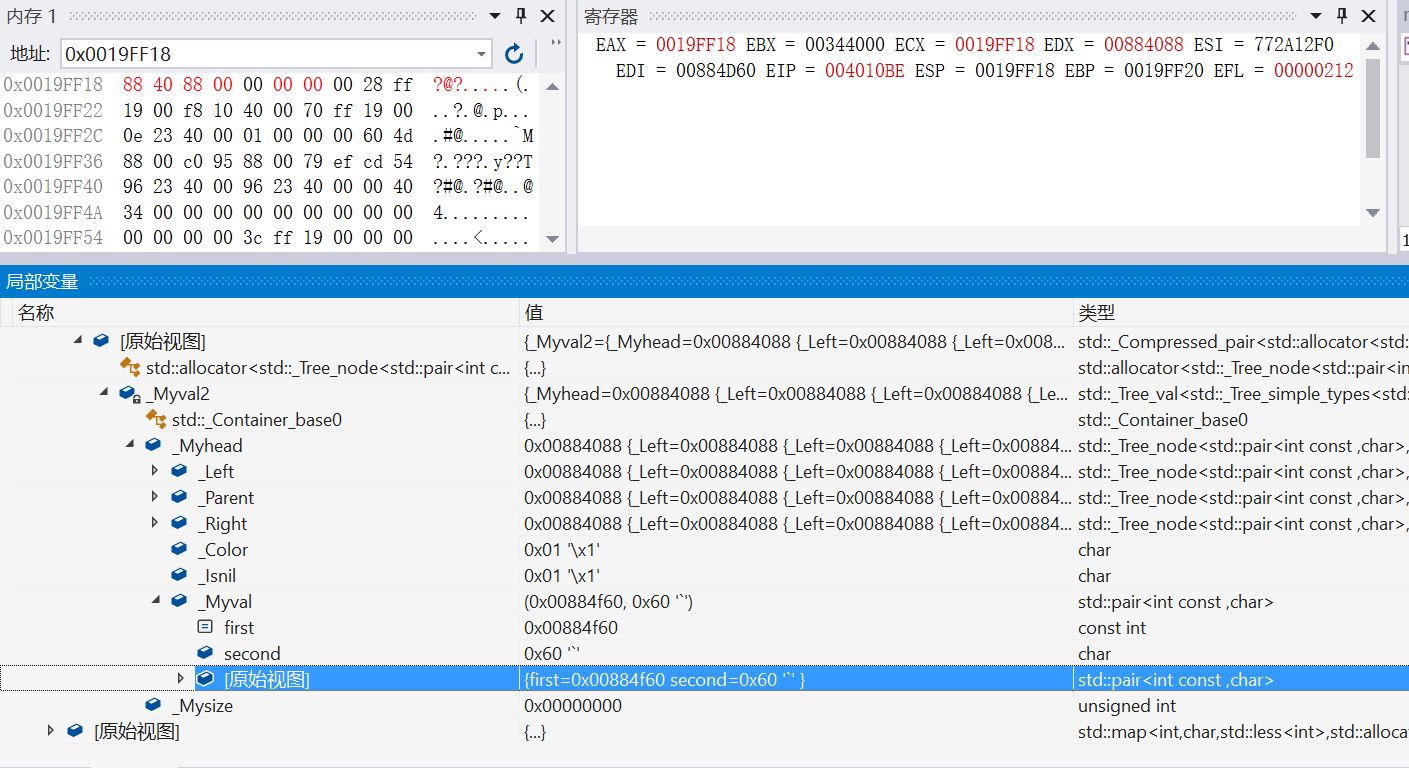 内存 1
地址: 0x0019FF18
0x0019FF18 88 40 88 00 00 00 00 00 28 ff ?@?.....(.
0x0019FF22 19 00 f8 10 40 00 70 ff 19 00 ..?.@.p...
0x0019FF2C 0e 23 40 00 01 00 00 00 60 4d .#@.....`M
0x0019FF36 88 00 c0 95 88 00 79 ef cd 54 ?.???.y??T
0x0019FF40 96 23 40 00 96 23 40 00 00 40 ?#@.?#@..@
0x0019FF4A 34 00 00 00 00 00 00 00 00 00 4.........
0x0019FF54 00 00 00 00 3c ff 19 00 00 00 ....<.....
寄存器
EAX = 0019FF18 EBX = 00344000 ECX = 0019FF18 EDX = 00884088 ESI = 772A12F0
EDI = 00884D60 EIP = 004010BE ESP = 0019FF18 EBP = 0019FF20 EFL = 00000212
局部变量
名称 值 类型
[原始视图] {_Myval2={_Myhead=0x00884088 {_Left=0x00884088 {_Left=0x008... std::_Compressed_pair<std::allocator<std:
std::allocator<std::_Tree_node<std::pair<int c... {...} std::allocator<std::_Tree_node<std::pair<in
_Myval2 {_Myhead=0x00884088 {_Left=0x00884088 {_Left=0x00884088 {_Le... std::_Tree_val<std::_Tree_simple_types<std:
std::_Container_base0 {...} std::_Container_base0
_Myhead 0x00884088 {_Left=0x00884088 {_Left=0x00884088 {_Left=0x00884... std::_Tree_node<std::pair<int const ,char>,
_Left 0x00884088 {_Left=0x00884088 {_Left=0x00884088 {_Left=0x00884... std::_Tree_node<std::pair<int const ,char>,
_Parent 0x00884088 {_Left=0x00884088 {_Left=0x00884088 {_Left=0x00884... std::_Tree_node<std::pair<int const ,char>,
_Right 0x00884088 {_Left=0x00884088 {_Left=0x00884088 {_Left=0x00884... std::_Tree_node<std::pair<int const ,char>,
_Color 0x01 '\x1' char
_Isnil 0x01 '\x1' char
_Myval (0x00884f60, 0x60 '`') std::pair<int const ,char>
first 0x00884f60 const int
second 0x60 '`' char
[原始视图] {first=0x00884f60 second=0x60 '`' } std::pair<int const ,char>
_Mysize 0x00000000 unsigned int
[原始视图] {...} std::map<int,char,std::less<int>,std::alloca